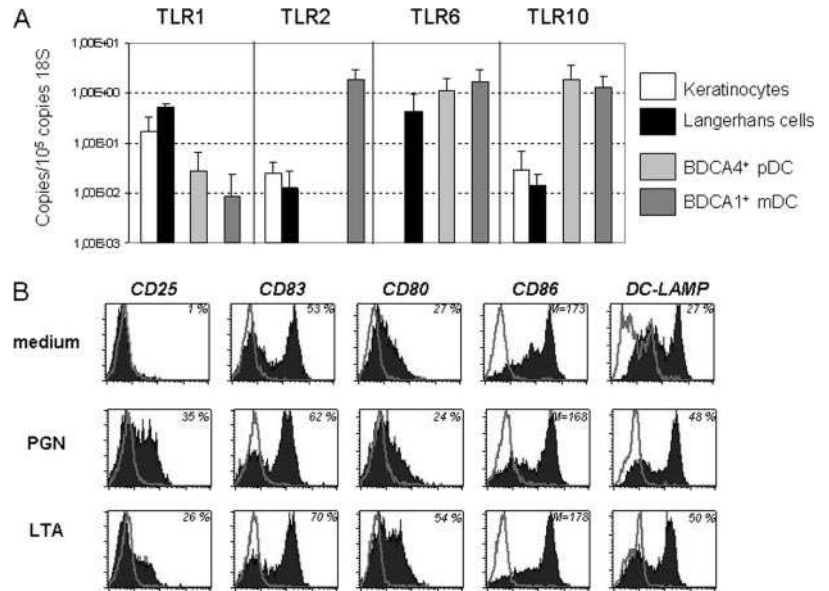 A
TLR1 TLR2 TLR6 TLR10
Copies/10⁵ copies 18S
1,00E+01
1,00E+00
1,00E-01
1,00E-02
1,00E-03
Keratinocytes
Langerhans cells
BDCA4⁺ pDC
BDCA1⁺ mDC
B
CD25 CD83 CD80 CD86 DC-LAMP
medium 1 % 53 % 27 % M=173 27 %
PGN 35 % 62 % 24 % M=168 48 %
LTA 26 % 70 % 54 % M=178 50 %